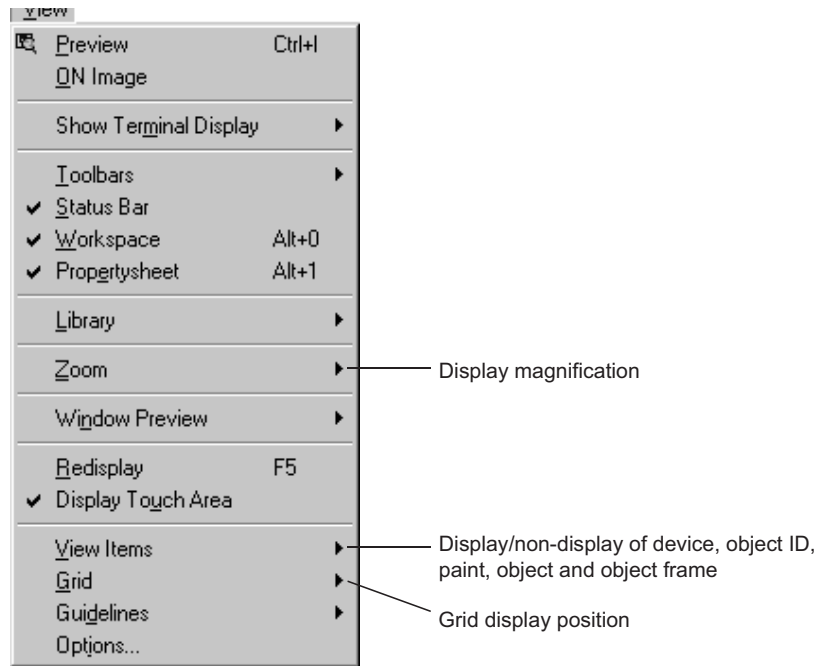 View
Preview Ctrl+I
ON Image
Show Terminal Display
Toolbars
Status Bar
Workspace Alt+0
Propertysheet Alt+1
Library
Zoom
Display magnification
Window Preview
Redisplay F5
Display Touch Area
View Items
Display/non-display of device, object ID,
paint, object and object frame
Grid
Grid display position
Guidelines
Options...